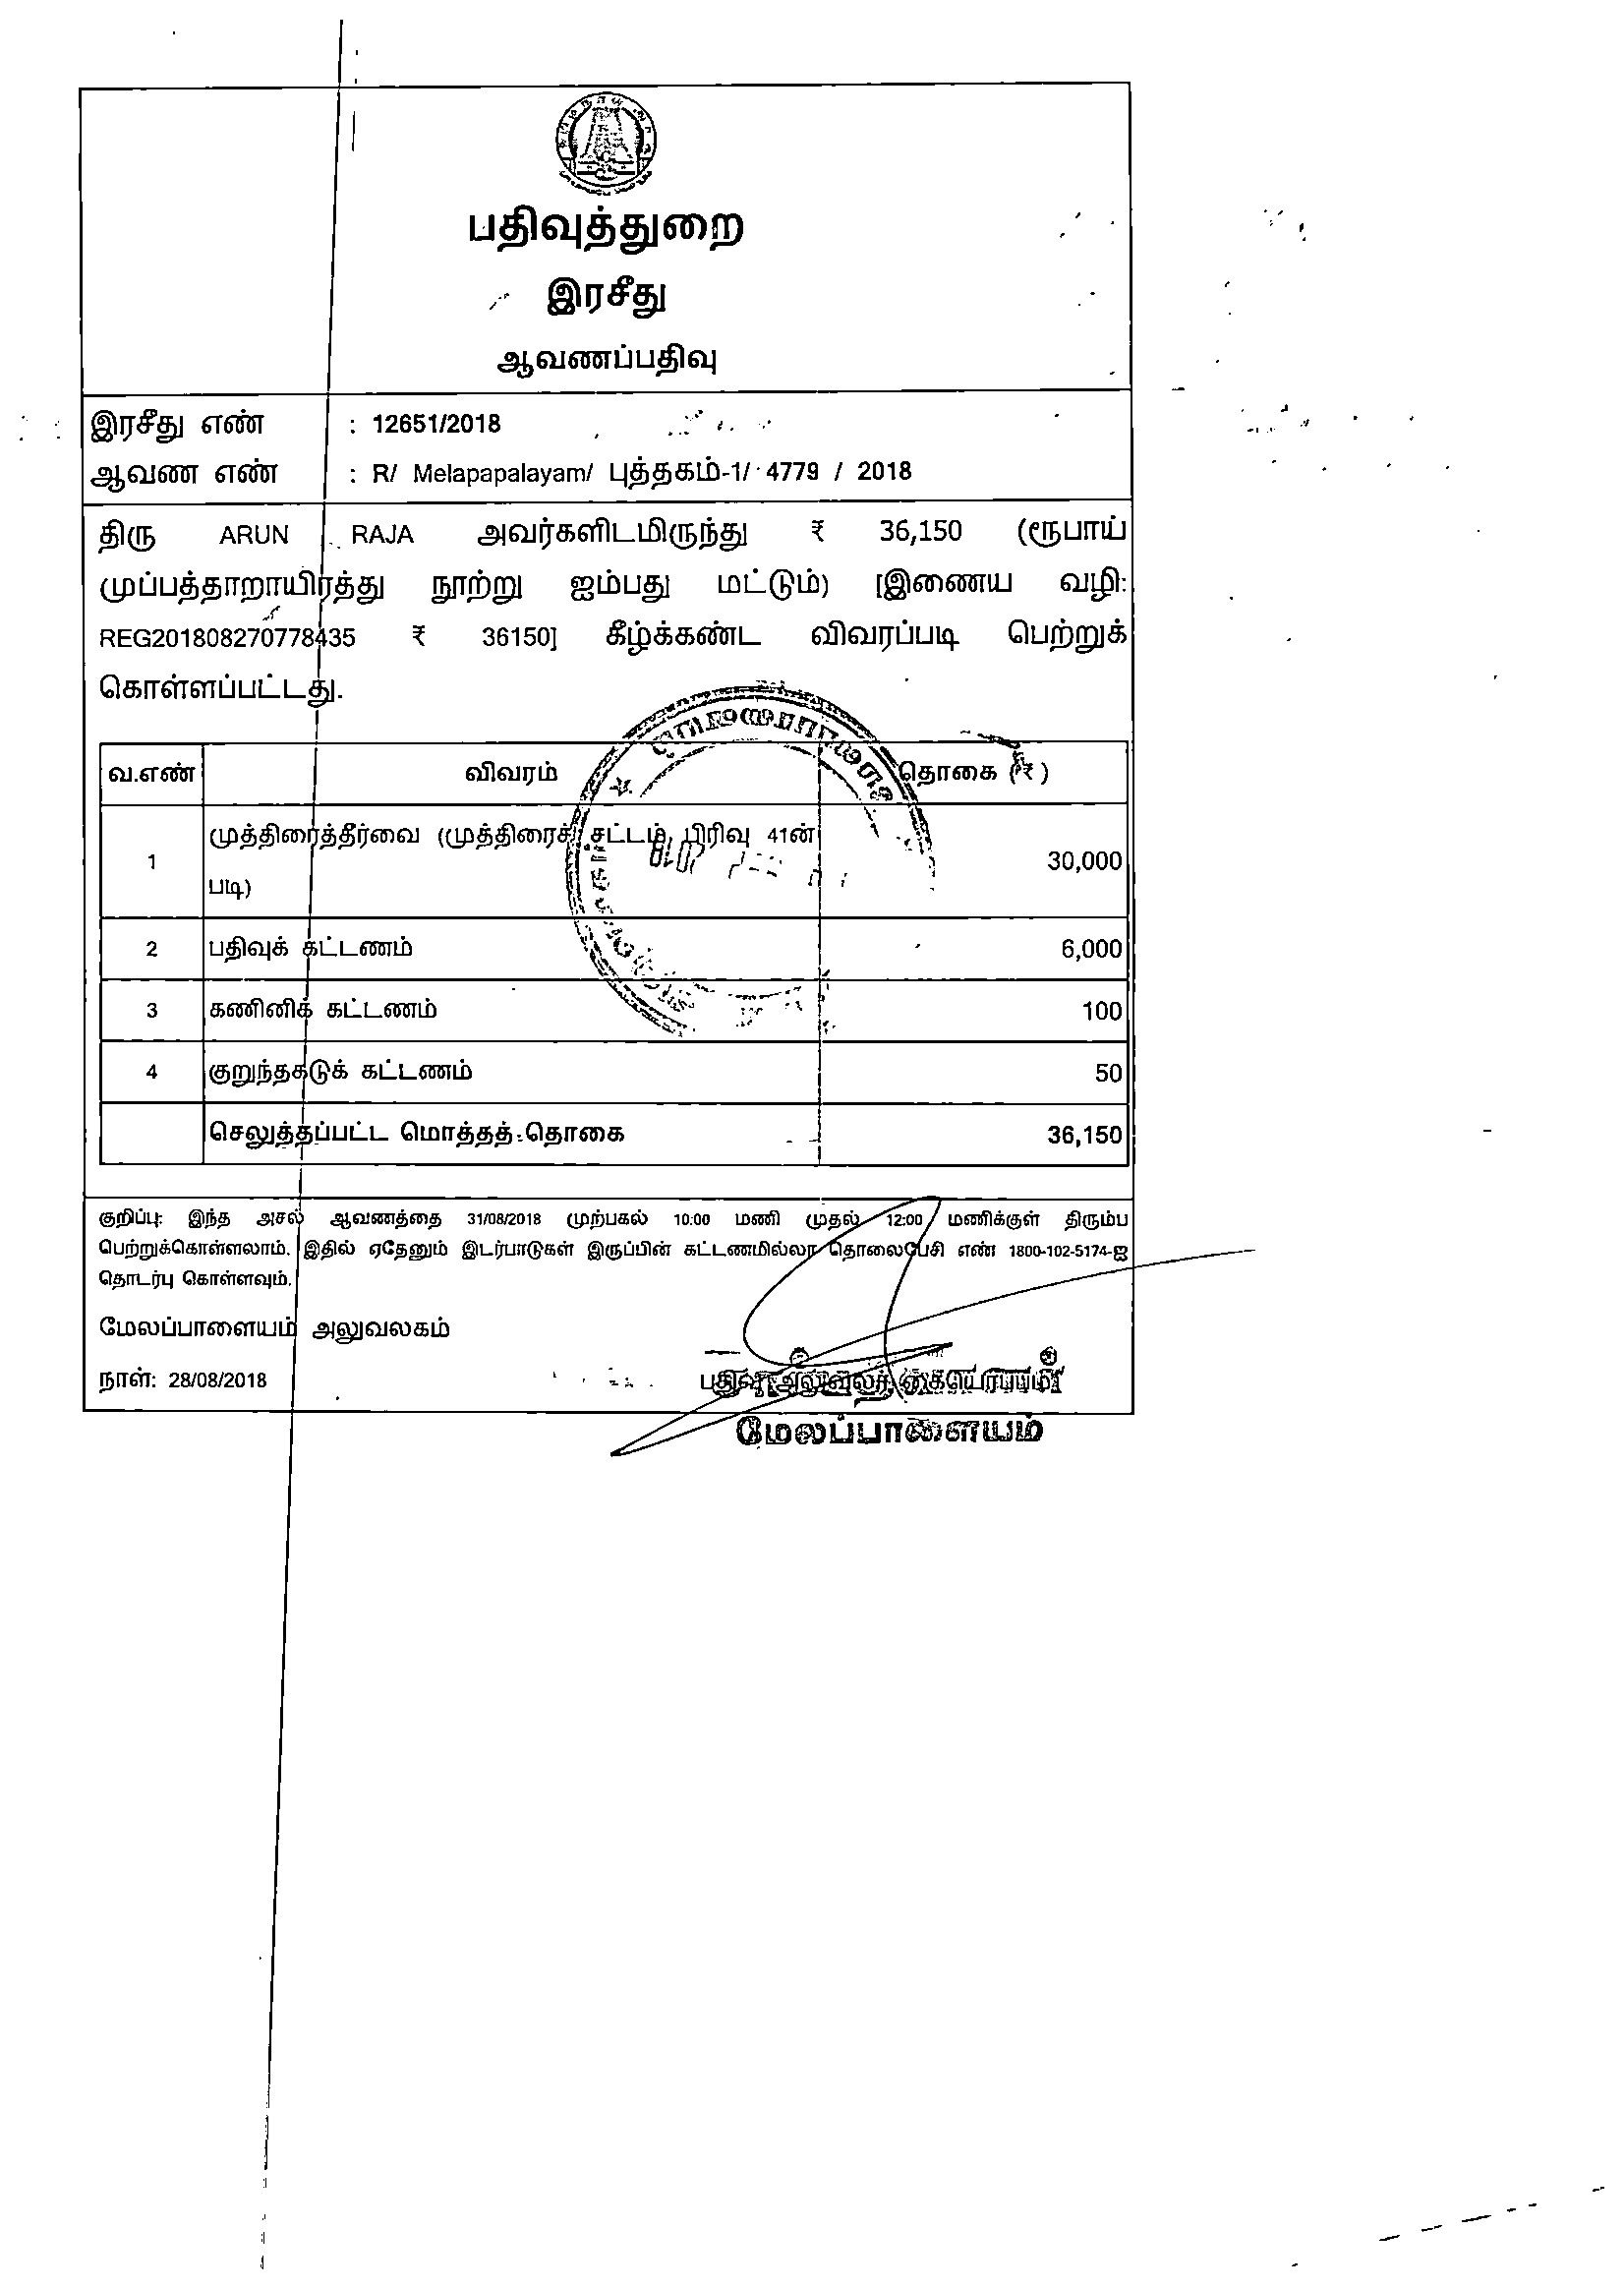 பதிவுத்துறை
இரசீது
ஆவணப்பதிவு
இரசீது எண் : 12651/2018
ஆவண எண் : R/ Melapapalayam/ புத்தகம்-1/ 4779 / 2018
திரு ARUN RAJA அவர்களிடமிருந்து ₹ 36,150 (ரூபாய்
முப்பத்தாறாயிரத்து நூற்று ஐம்பது மட்டும்) [இணைய வழி:
REG201808270778435 ₹ 36150] கீழ்க்கண்ட விவரப்படி பெற்றுக்
கொள்ளப்பட்டது.
வ.எண் விவரம் தொகை (₹)
1 முத்திரைத்தீர்வை (முத்திரைச் சட்டம் பிரிவு 41ன் 30,000
படி)
2 பதிவுக் கட்டணம் 6,000
3 கணினிக் கட்டணம் 100
4 குறுந்தகடுக் கட்டணம் 50
செலுத்தப்பட்ட மொத்தத் தொகை 36,150
குறிப்பு: இந்த அசல் ஆவணத்தை 31/08/2018 முற்பகல் 10:00 மணி முதல் 12:00 மணிக்குள் திரும்ப
பெற்றுக்கொள்ளலாம். இதில் ஏதேனும் இடர்பாடுகள் இருப்பின் கட்டணமில்லா தொலைபேசி எண் 1800-102-5174-ஐ
தொடர்பு கொள்ளவும்.
மேலப்பாளையம் அலுவலகம்
நாள்: 28/08/2018
மேலப்பாளையம்